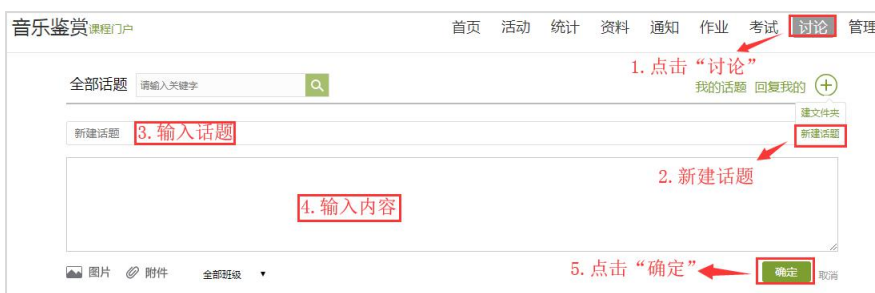 音乐鉴赏课程门户 首页 活动 统计 资料 通知 作业 考试 讨论 管理
1. 点击“讨论”
全部话题 请输入关键字 我的话题 回复我的
建文件夹
新建话题 3. 输入话题 新建话题
2. 新建话题
4. 输入内容
5. 点击“确定”
图片 附件 全部班级 ▼ 确定 取消